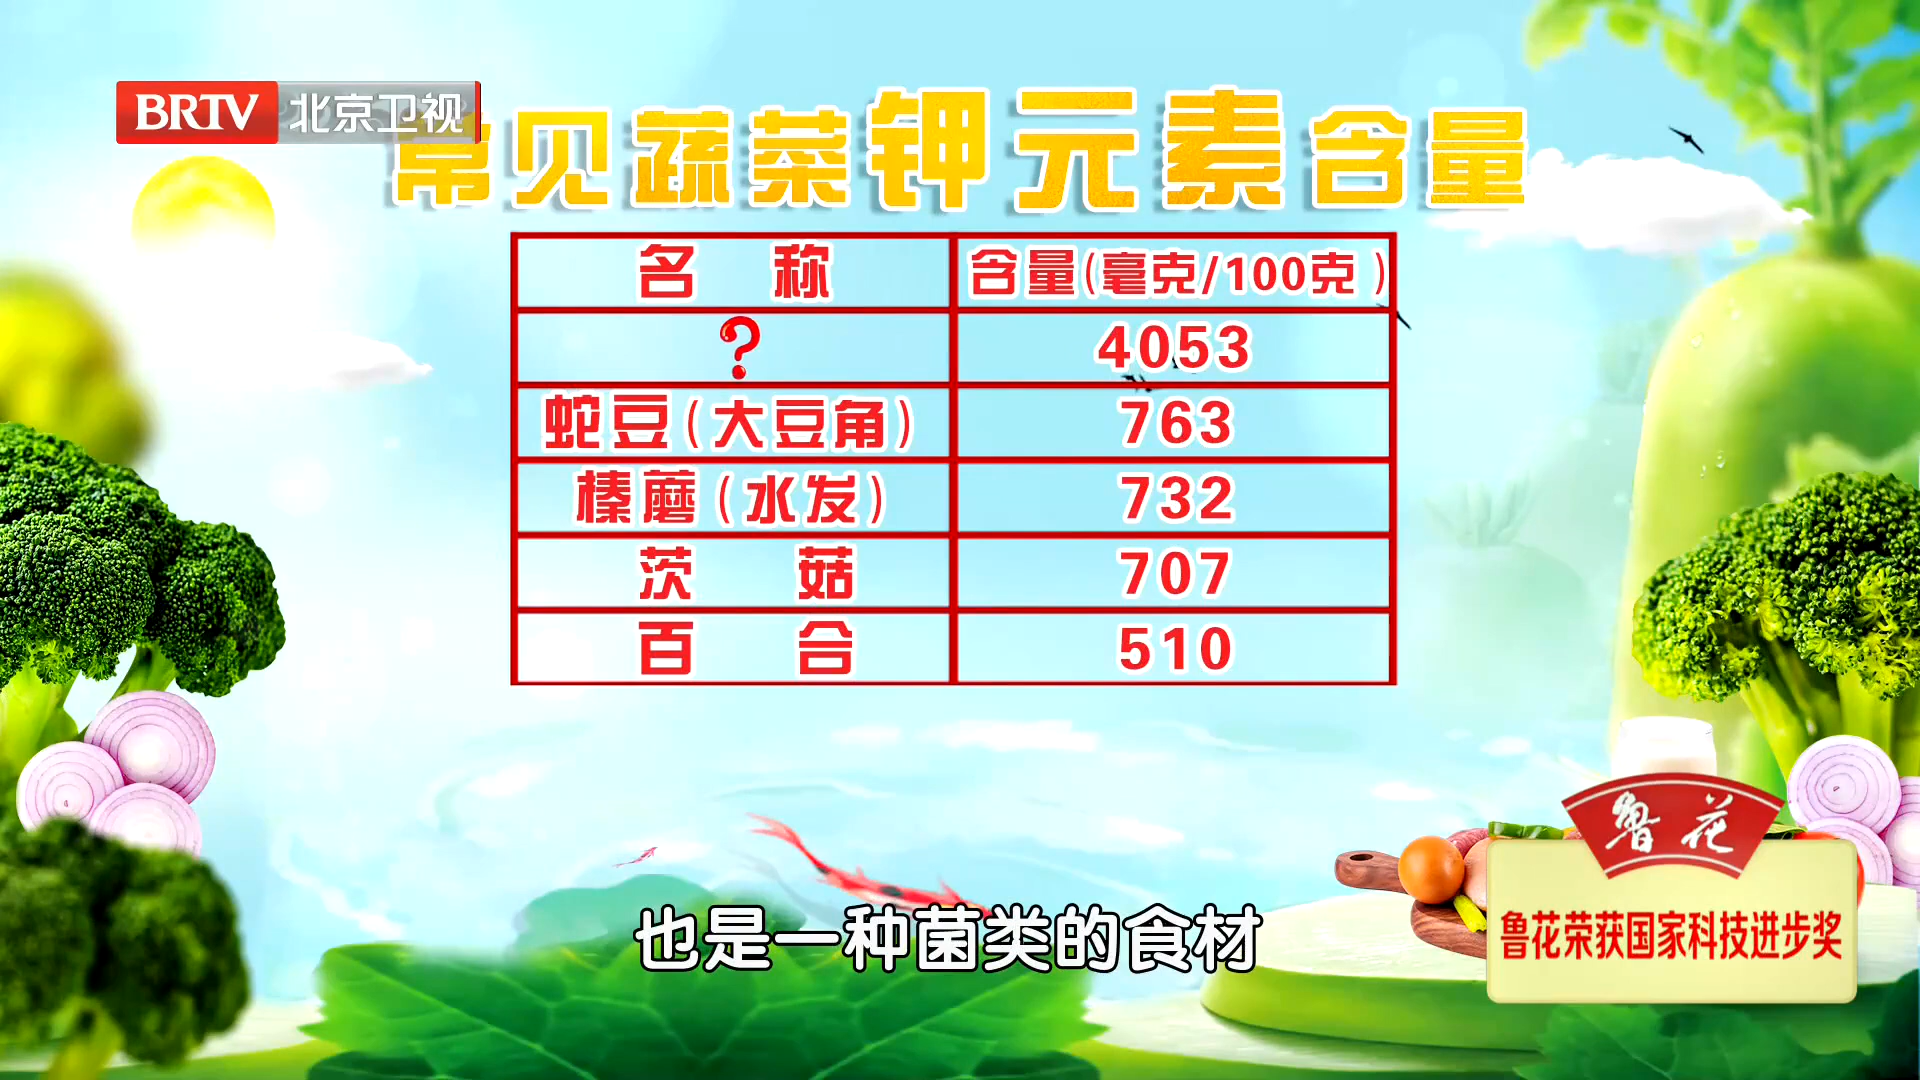 BRTV 北京卫视
常见蔬菜钾元素含量
名称 含量(毫克/100克)
? 4053
蛇豆(大豆角) 763
榛蘑(水发) 732
茨菇 707
百合 510
鲁花
鲁花荣获国家科技进步奖
也是一种菌类的食材